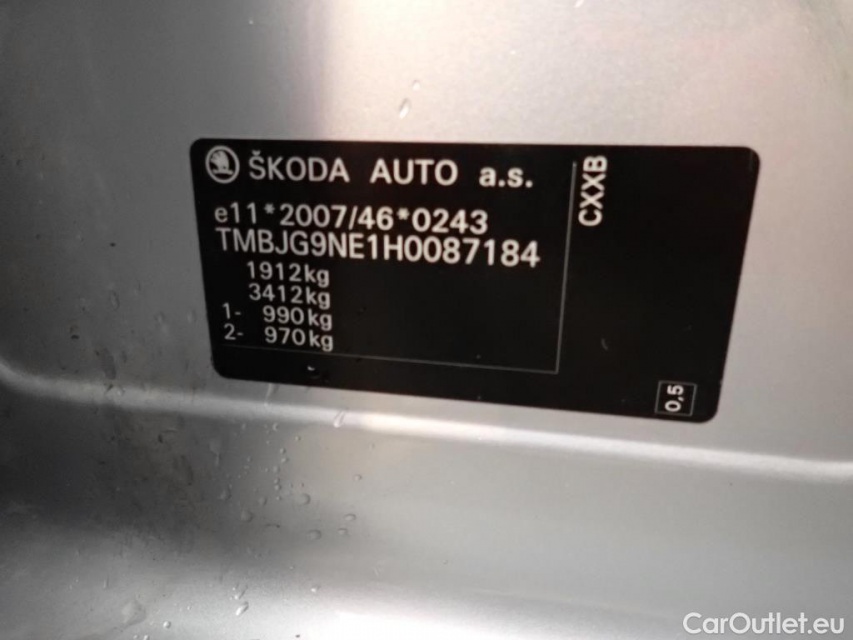 ŠKODA AUTO a.s.
e11*2007/46*0243
TMBJG9NE1H0087184
1912kg
3412kg
1- 990kg
2- 970kg
CXXB
0,5
CarOutlet.eu